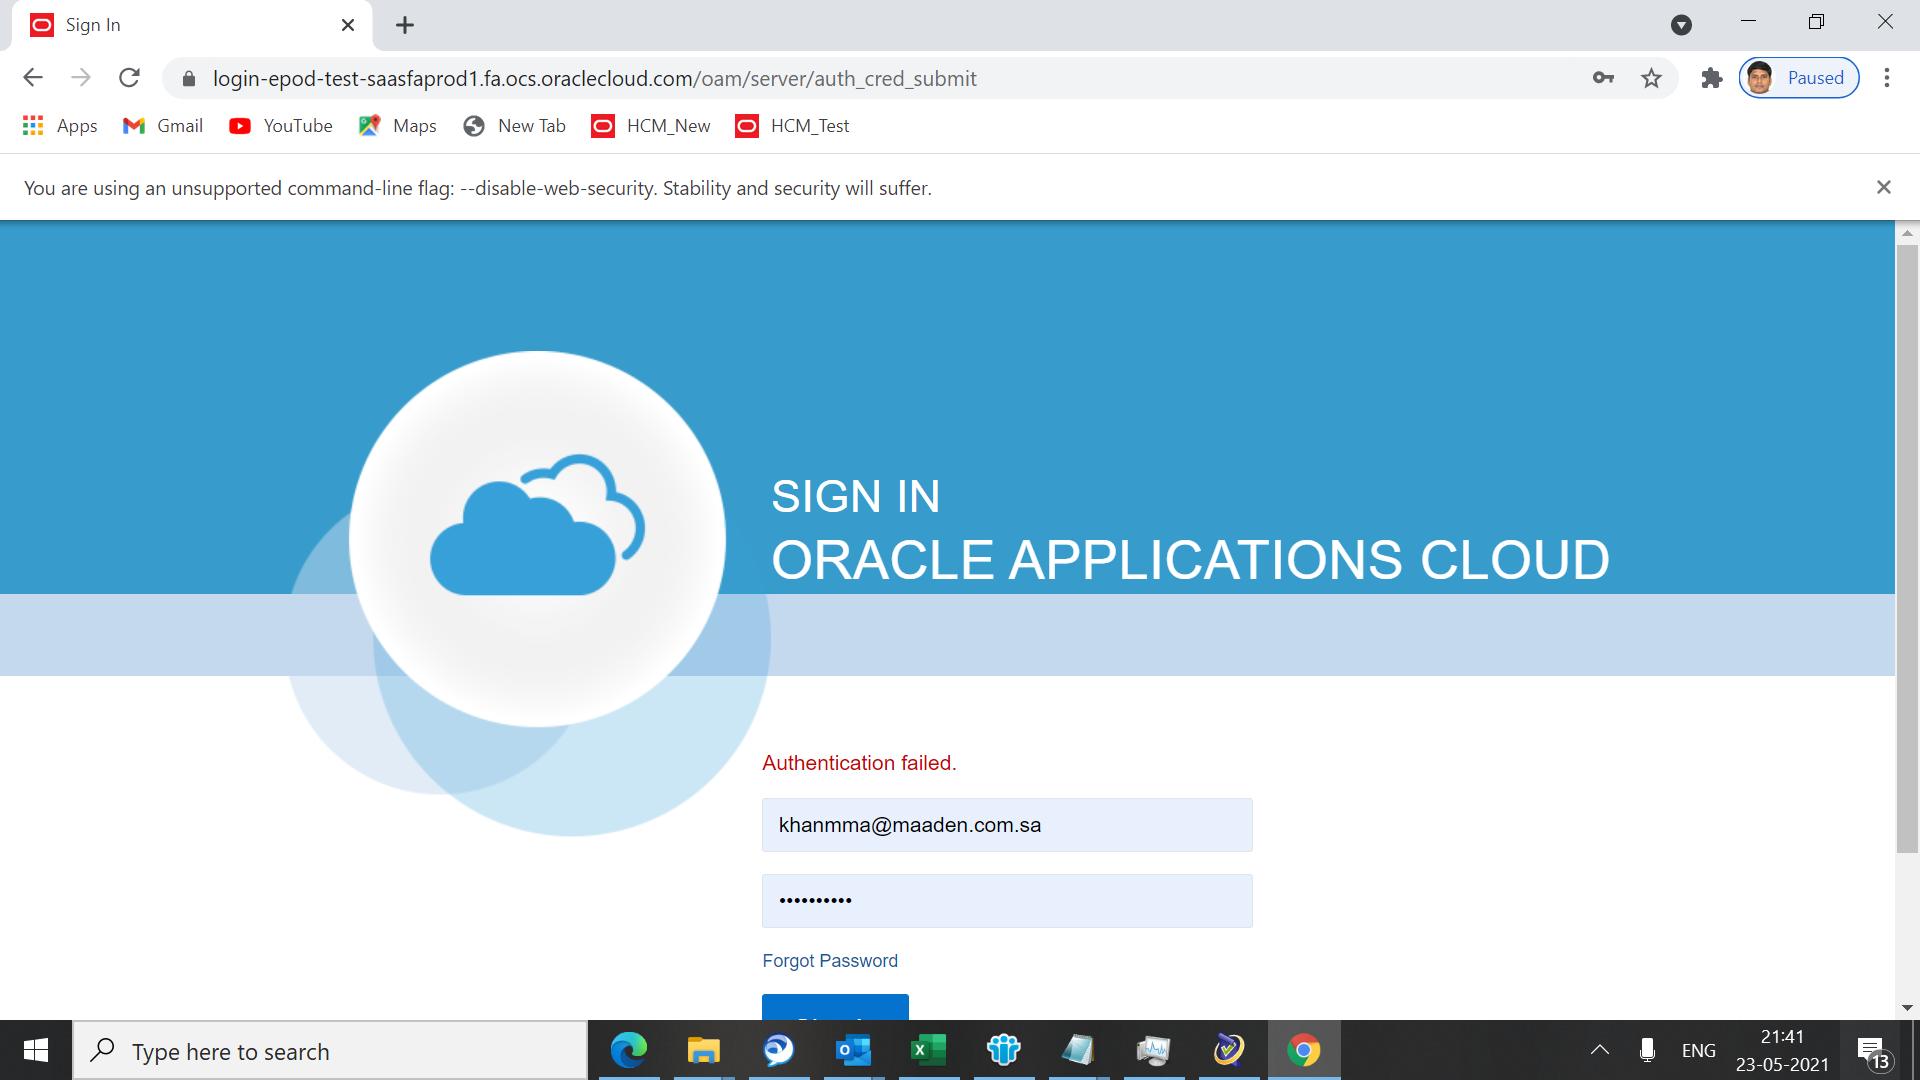 Sign In
login-epod-test-saasfaprod1.fa.ocs.oraclecloud.com/oam/server/auth_cred_submit
Paused
Apps
Gmail
YouTube
Maps
New Tab
HCM_New
HCM_Test
You are using an unsupported command-line flag: --disable-web-security. Stability and security will suffer.
SIGN IN
ORACLE APPLICATIONS CLOUD
Authentication failed.
khanmma@maaden.com.sa
••••••••••
Forgot Password
Type here to search
ENG
21:41
23-05-2021
13